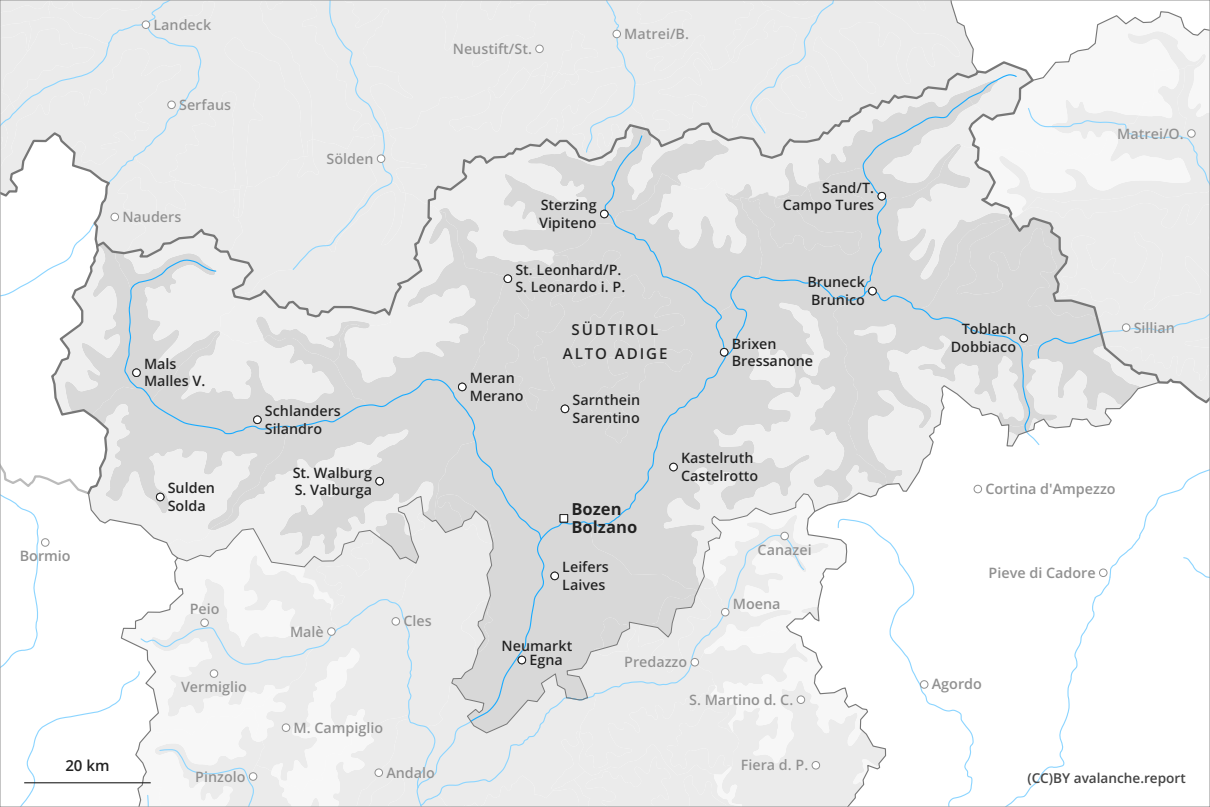 Landeck
Neustift/St.
Matrei/B.
Serfaus
Matrei/O.
Sölden
Sand/T.
Campo Tures
Nauders
Sterzing
Vipiteno
St. Leonhard/P.
S. Leonardo i. P.
Bruneck
Brunico
SÜDTIROL
ALTO ADIGE
Toblach
Dobbiaco
Sillian
Brixen
Bressanone
Mals
Malles V.
Meran
Merano
Sarnthein
Sarentino
Schlanders
Silandro
Kastelruth
Castelrotto
St. Walburg
S. Valburga
Sulden
Solda
Cortina d'Ampezzo
Bozen
Bolzano
Bormio
Canazei
Leifers
Laives
Pieve di Cadore
Peio
Moena
Malè
Cles
Neumarkt
Egna
Predazzo
Vermiglio
Agordo
S. Martino d. C.
M. Campiglio
20 km
Pinzolo
Andalo
Fiera d. P.
(CC)BY avalanche.report